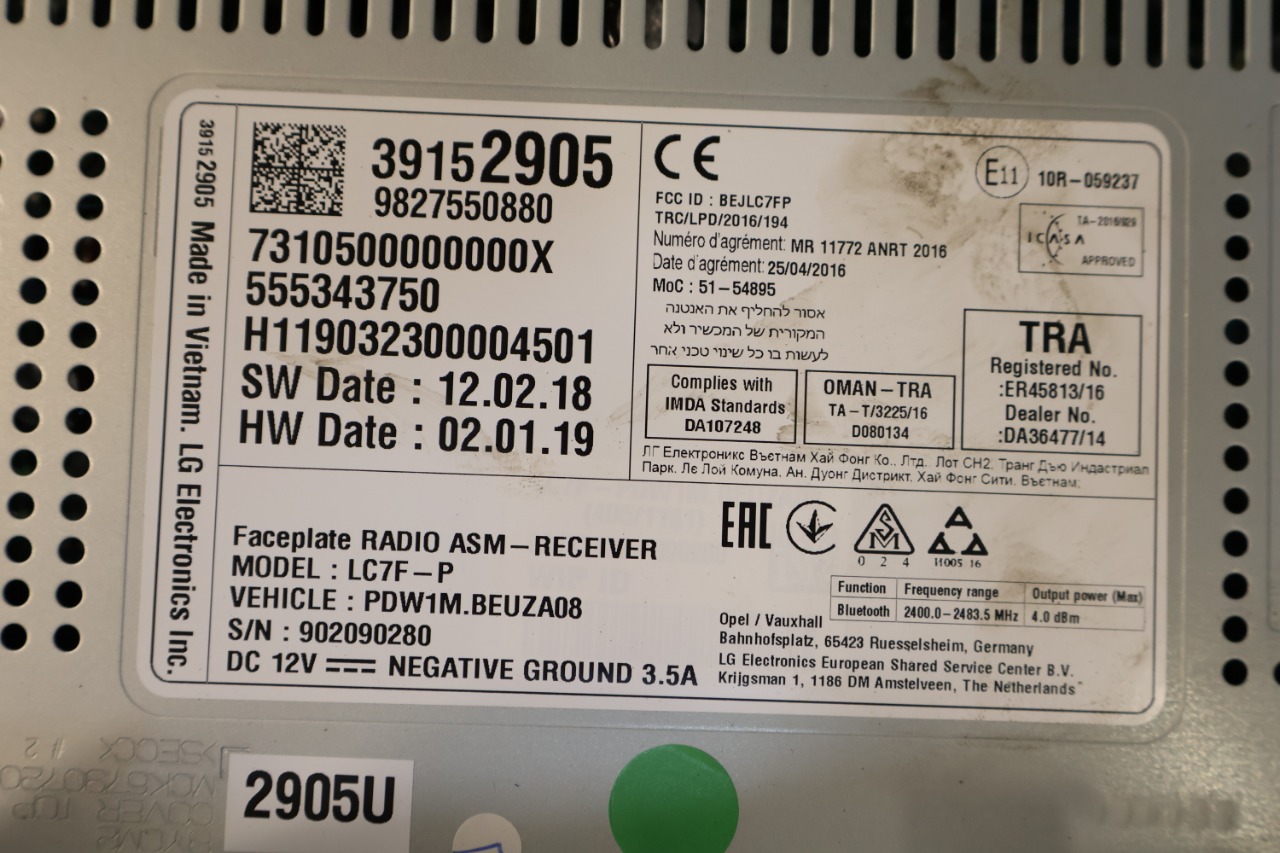 3915 2905 Made in Vietnam. LG Electronics Inc.
39152905
9827550880
7310500000000X
555343750
H119032300004501
SW Date : 12.02.18
HW Date : 02.01.19
CE
E11 10R-059237
FCC ID : BEJLC7FP
TRC/LPD/2016/194
Numéro d'agrément: MR 11772 ANRT 2016
Date d'agrément: 25/04/2016
MoC : 51-54895
TA-2016/929
ICASA
APPROVED
אסור להחליף את האנטנה
המקורית של המכשיר ולא
לעשות בו כל שינוי טכני אחר
Complies with
IMDA Standards
DA107248
OMAN-TRA
TA-T/3225/16
D080134
TRA
Registered No.
:ER45813/16
Dealer No.
:DA36477/14
ЛГ Електроникс Въетнам Хай Фонг Ко., Лтд. Лот CH2, Транг Дъю Индастриал
Парк. Лє Лой Комуна, Ан. Дуонг Дистрикт, Хай Фонг Сити. Въетнам:
EAC
0 2 4
11005 16
Faceplate RADIO ASM-RECEIVER
MODEL : LC7F-P
VEHICLE : PDW1M.BEUZA08
S/N : 902090280
DC 12V NEGATIVE GROUND 3.5A
Function Frequency range Output power (Max)
Bluetooth 2400.0-2483.5 MHz 4.0 dBm
Opel / Vauxhall
Bahnhofsplatz, 65423 Ruesselsheim, Germany
LG Electronics European Shared Service Center B.V.
Krijgsman 1, 1186 DM Amstelveen, The Netherlands
2905U
>SECC<
COVER TOP